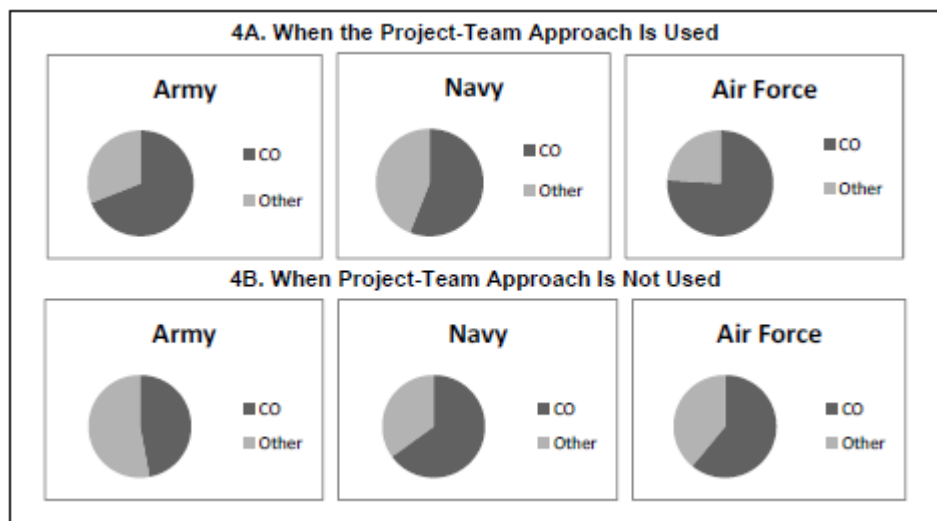 4A. When the Project-Team Approach Is Used
Army
CO
Other
Navy
CO
Other
Air Force
CO
Other
4B. When Project-Team Approach Is Not Used
Army
CO
Other
Navy
CO
Other
Air Force
CO
Other